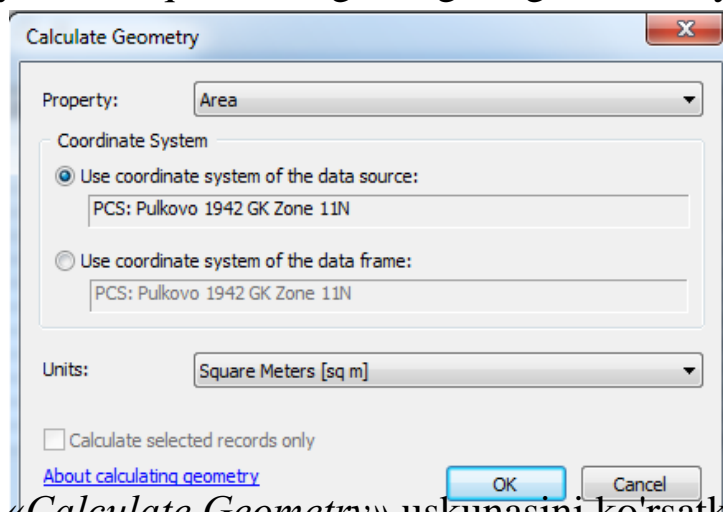 Calculate Geometry
Property: Area
Coordinate System
Use coordinate system of the data source:
PCS: Pulkovo 1942 GK Zone 11N
Use coordinate system of the data frame:
PCS: Pulkovo 1942 GK Zone 11N
Units: Square Meters [sq m]
Calculate selected records only
About calculating geometry OK Cancel
«Calculate Geometry» uskunasini